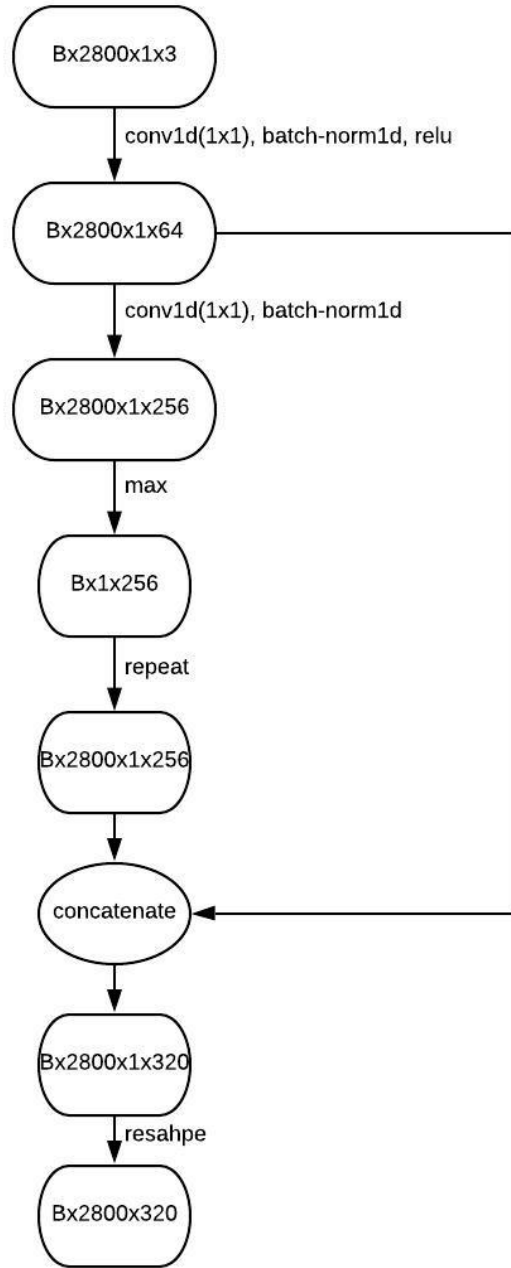 Bx2800x1x3
conv1d(1x1), batch-norm1d, relu
Bx2800x1x64
conv1d(1x1), batch-norm1d
Bx2800x1x256
max
Bx1x256
repeat
Bx2800x1x256
concatenate
Bx2800x1x320
resahpe
Bx2800x320